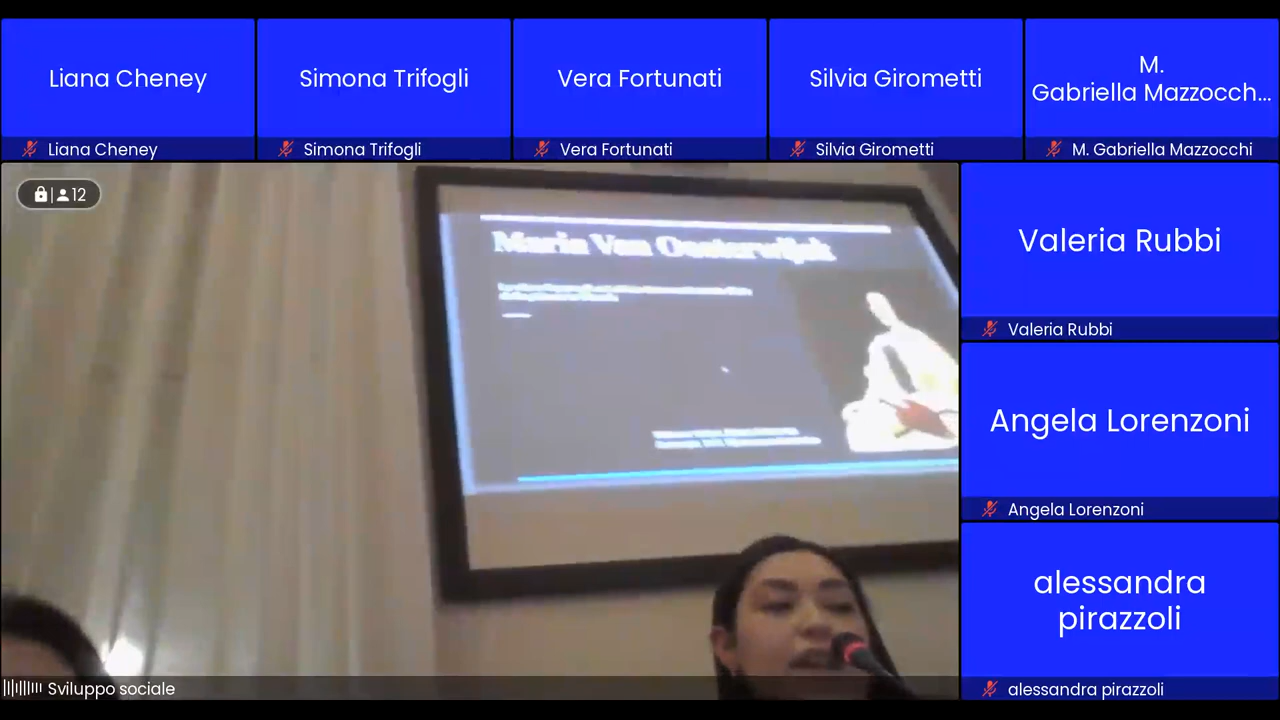 Liana Cheney
Simona Trifogli
Vera Fortunati
Silvia Girometti
M.
Gabriella Mazzocch...
Liana Cheney
Simona Trifogli
Vera Fortunati
Silvia Girometti
M. Gabriella Mazzocchi
12
Maria Van Oosterwijck
Valeria Rubbi
Valeria Rubbi
Angela Lorenzoni
Angela Lorenzoni
alessandra
pirazzoli
alessandra pirazzoli
Sviluppo sociale